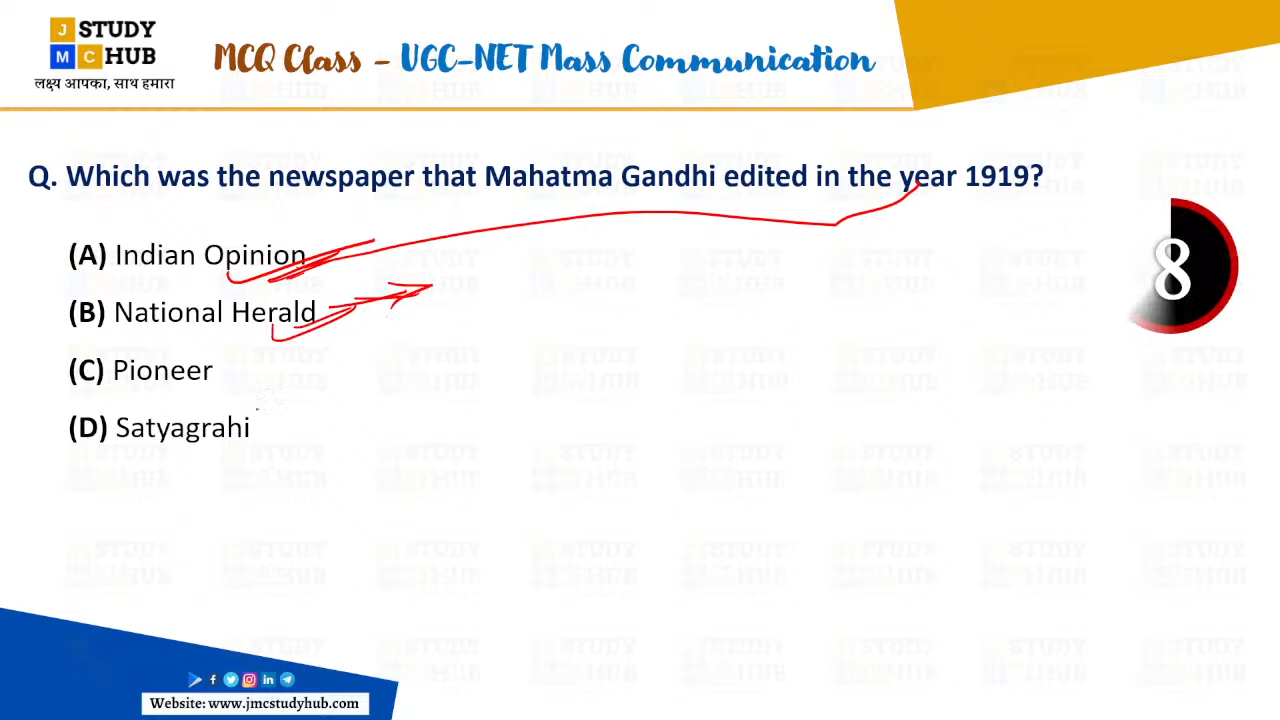 J STUDY
MC HUB
लक्ष्य आपका, साथ हमारा
MCQ Class - UGC-NET Mass Communication
Q. Which was the newspaper that Mahatma Gandhi edited in the year 1919?
(A) Indian Opinion
8
(B) National Herald
(C) Pioneer
(D) Satyagrahi
Website: www.jmcstudyhub.com